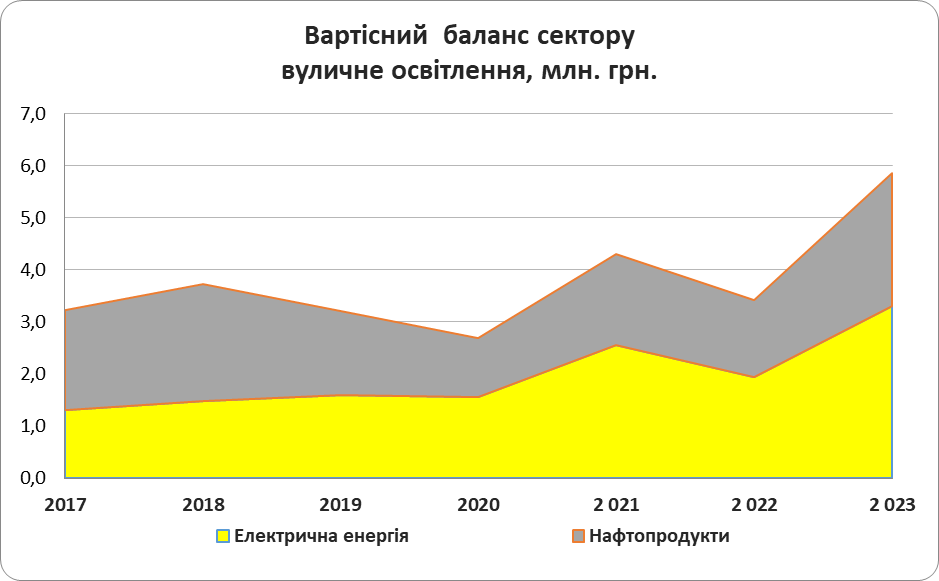 Вартісний баланс сектору
вуличне освітлення, млн. грн.
7,0
6,0
5,0
4,0
3,0
2,0
1,0
0,0
2017 2018 2019 2020 2 021 2 022 2 023
Електрична енергія Нафтопродукти